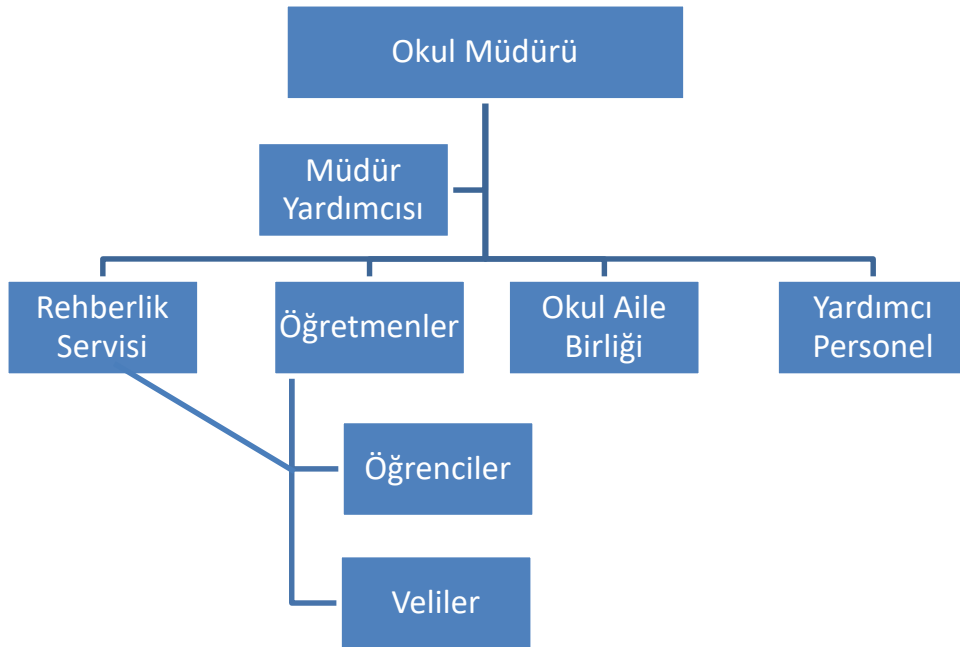 Okul Müdürü
Müdür
Yardımcısı
Rehberlik
Servisi
Öğretmenler
Okul Aile
Birliği
Yardımcı
Personel
Öğrenciler
Veliler